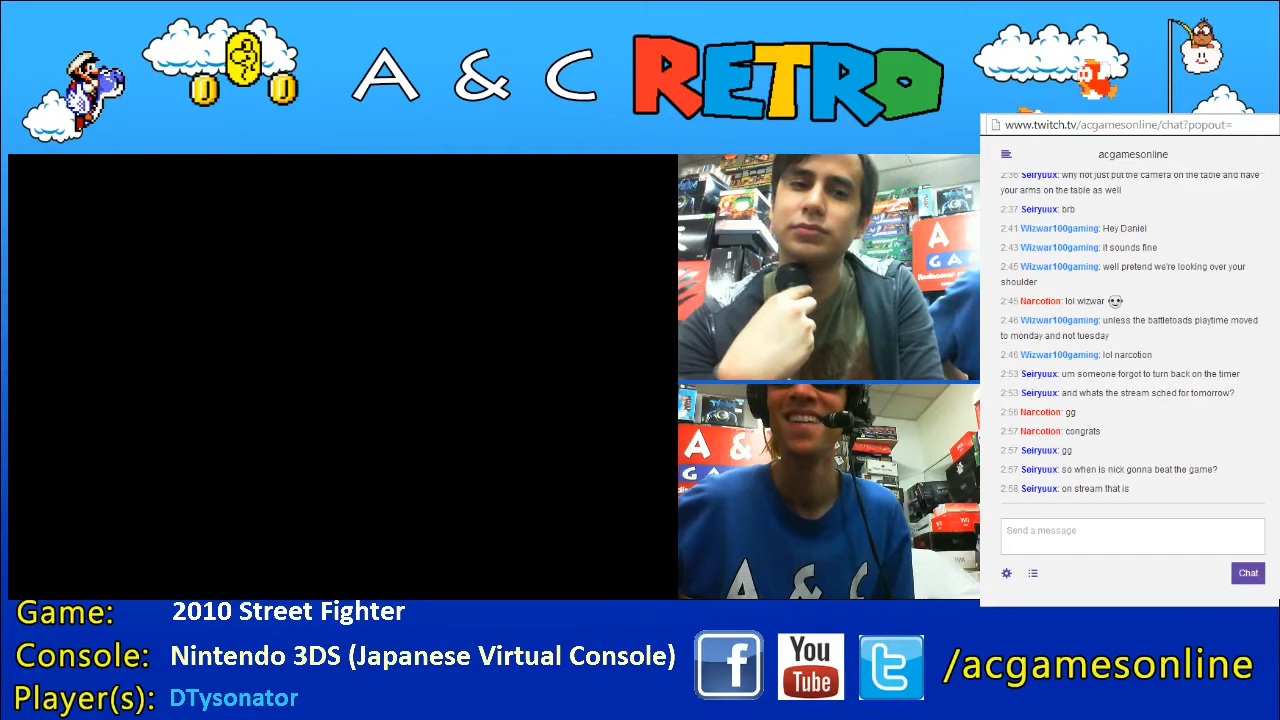 A & C RETRO
www.twitch.tv/acgamesonline/chat?popout=
acgamesonline
2:36 Seiryuux: why not just put the camera on the table and have
your arms on the table as well
2:37 Seiryuux: brb
2:41 Wizwar100gaming: Hey Daniel
2:43 Wizwar100gaming: it sounds fine
2:45 Wizwar100gaming: well pretend we're looking over your
shoulder
2:45 Narcotion: lol wizwar
2:46 Wizwar100gaming: unless the battletoads playtime moved
to monday and not tuesday
2:46 Wizwar100gaming: lol narcotion
2:53 Seiryuux: um someone forgot to turn back on the timer
2:53 Seiryuux: and whats the stream sched for tomorrow?
2:56 Narcotion: gg
2:57 Narcotion: congrats
2:57 Seiryuux: gg
2:57 Seiryuux: so when is nick gonna beat the game?
2:58 Seiryuux: on stream that is
Send a message
Chat
A
GA
Rediscover
A &
GA
A & C
Game: 2010 Street Fighter
Console: Nintendo 3DS (Japanese Virtual Console)
Player(s): DTysonator
f
You
Tube
t
/acgamesonline